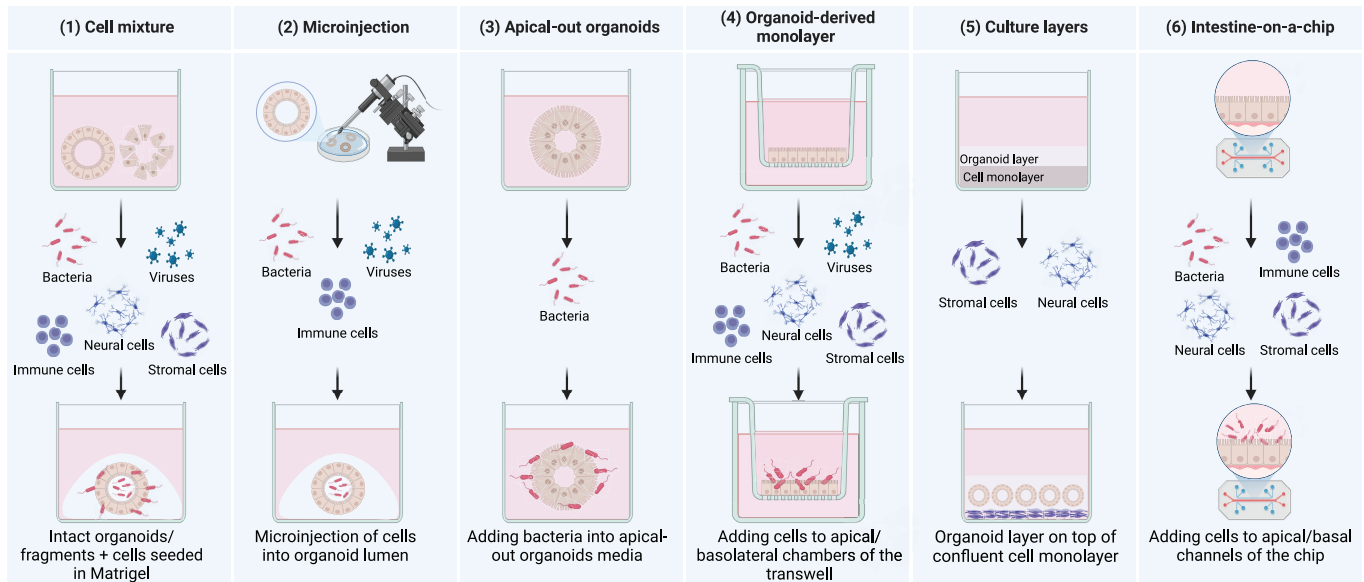 (1) Cell mixture
Bacteria
Viruses
Neural cells
Immune cells
Stromal cells
Intact organoids/
fragments + cells seeded
in Matrigel
(2) Microinjection
Bacteria
Viruses
Immune cells
Microinjection of cells
into organoid lumen
(3) Apical-out organoids
Bacteria
Adding bacteria into apical-
out organoids media
(4) Organoid-derived
monolayer
Bacteria
Viruses
Neural cells
Immune cells
Stromal cells
Adding cells to apical/
basolateral chambers of the
transwell
(5) Culture layers
Organoid layer
Cell monolayer
Stromal cells
Neural cells
Organoid layer on top of
confluent cell monolayer
(6) Intestine-on-a-chip
Bacteria
Immune cells
Neural cells
Stromal cells
Adding cells to apical/basal
channels of the chip